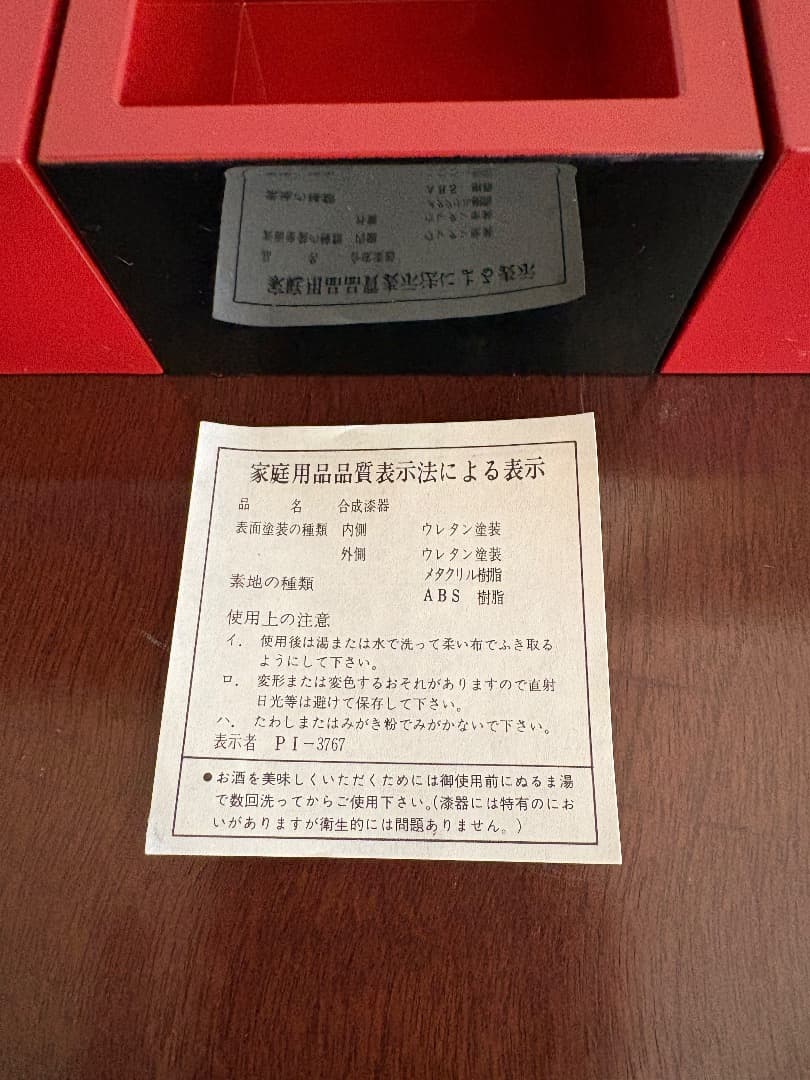 家庭用品品質表示法による表示
品 名 合成漆器
表面塗装の種類 内側 ウレタン塗装
外側 ウレタン塗装
素地の種類 メタクリル樹脂
ABS 樹脂
使用上の注意
イ. 使用後は湯または水で洗って柔い布でふき取る
ようにして下さい。
ロ. 変形または変色するおそれがありますので直射
日光等は避けて保存して下さい。
ハ. たわしまたはみがき粉でみがかないで下さい。
表示者 PI-3767
●お酒を美味しくいただくためには御使用前にぬるま湯
で数回洗ってからご使用下さい。(漆器には特有のにお
いがありますが衛生的には問題ありません。)